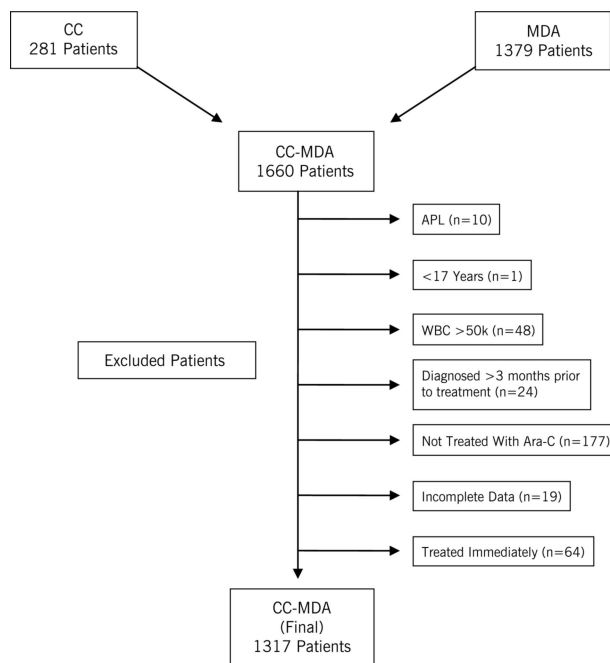 CC
281 Patients
MDA
1379 Patients
CC-MDA
1660 Patients
APL (n=10)
<17 Years (n=1)
WBC >50k (n=48)
Excluded Patients
Diagnosed >3 months prior
to treatment (n=24)
Not Treated With Ara-C (n=177)
Incomplete Data (n=19)
Treated Immediately (n=64)
CC-MDA
(Final)
1317 Patients